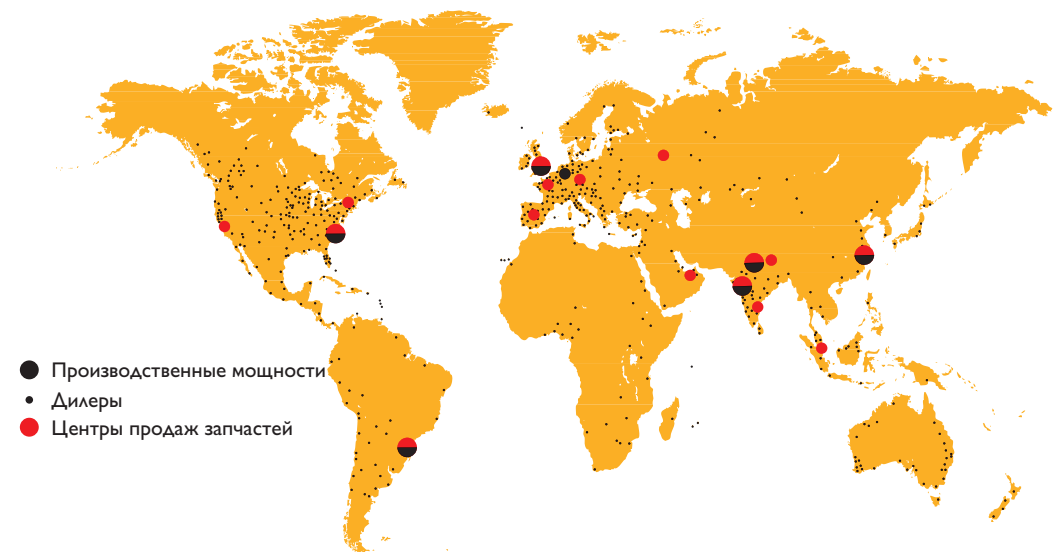 Производственные мощности
Дилеры
Центры продаж запчастей